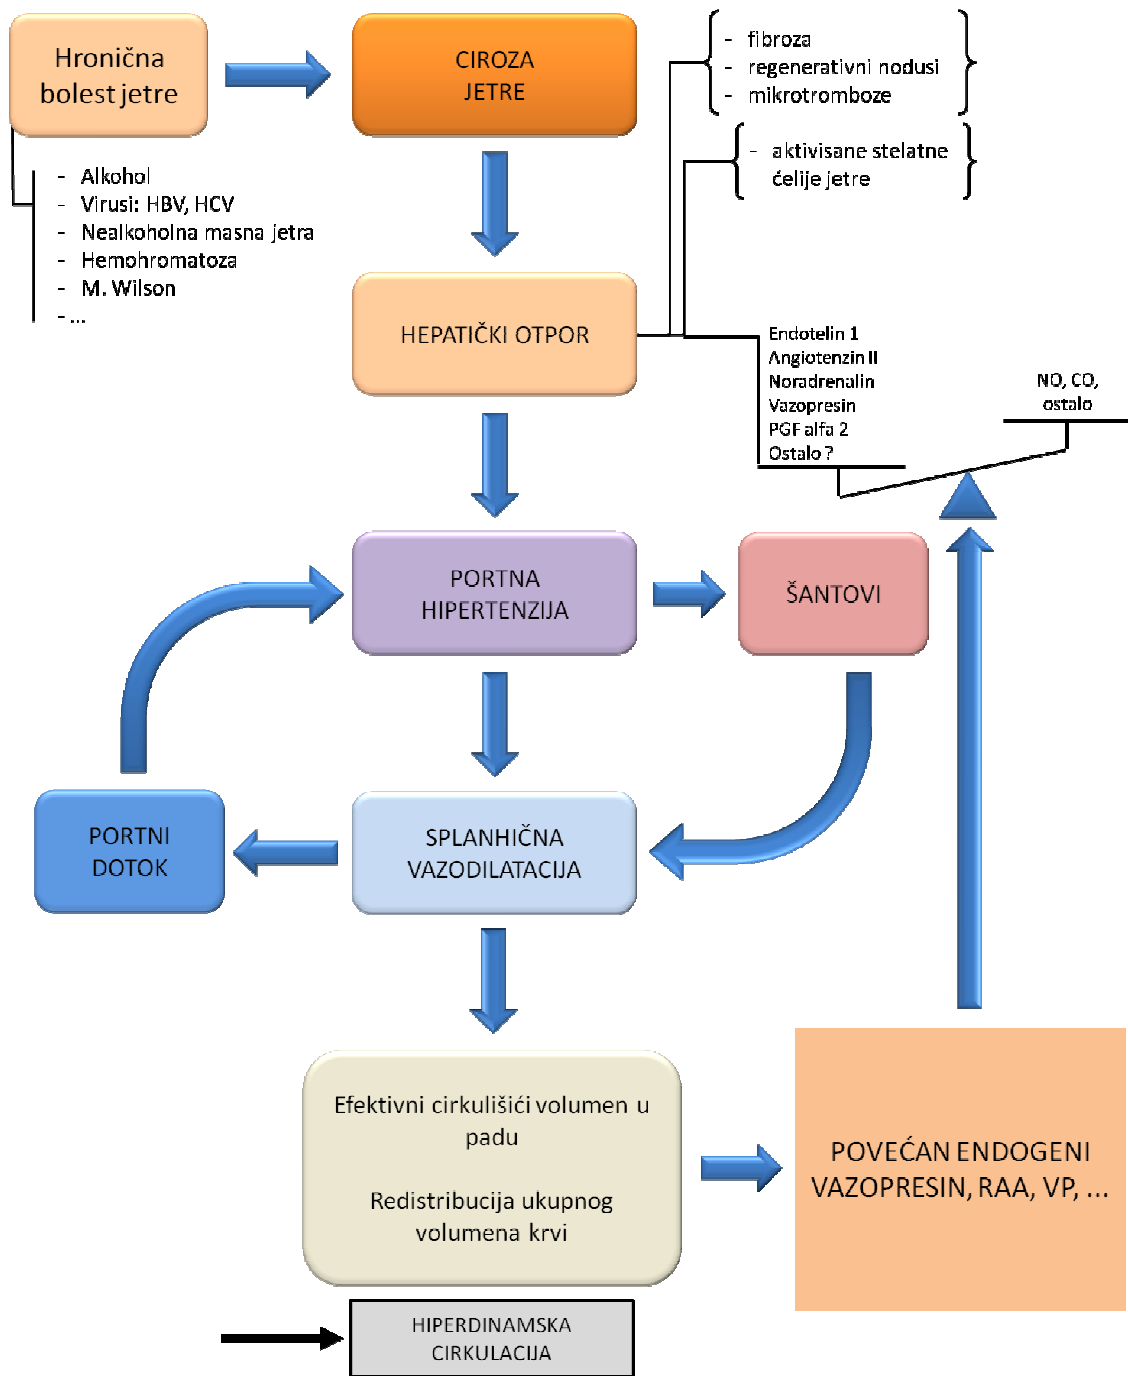 Hronična
bolest jetre
CIROZA
JETRE
- fibroza
- regenerativni nodusi
- mikrotromboze
- aktivisane stelatne
ćelije jetre
- Alkohol
- Virusi: HBV, HCV
- Nealkoholna masna jetra
- Hemohromatoza
- M. Wilson
- ...
HEPATIČKI OTPOR
Endotelin 1
Angiotenzin II
Noradrenalin
Vazopresin
PGF alfa 2
Ostalo ?
NO, CO,
ostalo
PORTNA
HIPERTENZIJA
ŠANTOVI
PORTNI
DOTOK
SPLANHIČNA
VAZODILATACIJA
Efektivni cirkulišići volumen u
padu
Redistribucija ukupnog
volumena krvi
POVEĆAN ENDOGENI
VAZOPRESIN, RAA, VP, ...
HIPERDINAMSKA
CIRKULACIJA